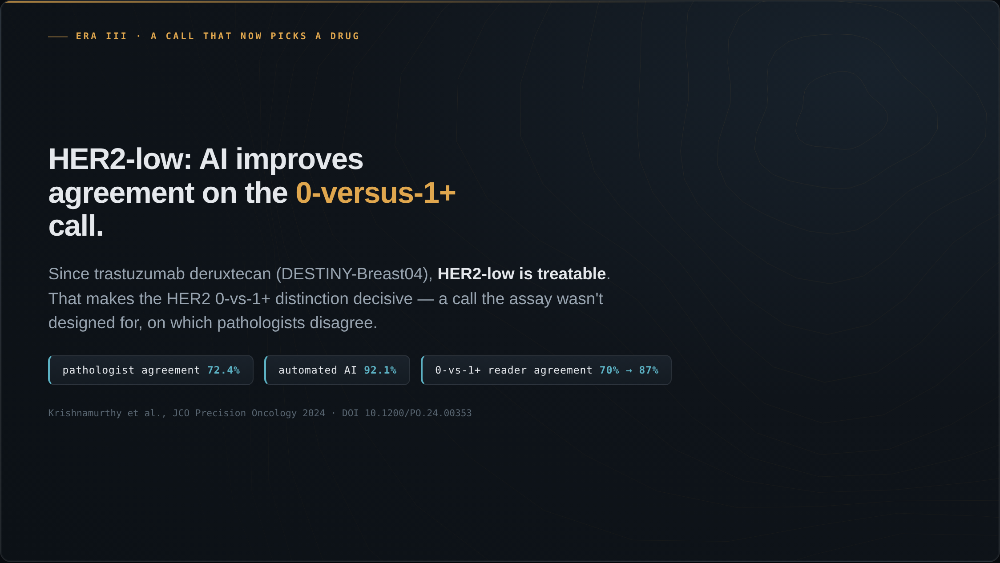 ERA III · A CALL THAT NOW PICKS A DRUG
HER2-low: AI improves
agreement on the 0-versus-1+
call.
Since trastuzumab deruxtecan (DESTINY-Breast04), HER2-low is treatable.
That makes the HER2 0-vs-1+ distinction decisive — a call the assay wasn't
designed for, on which pathologists disagree.
pathologist agreement 72.4%
automated AI 92.1%
0-vs-1+ reader agreement 70% → 87%
Krishnamurthy et al., JCO Precision Oncology 2024 · DOI 10.1200/PO.24.00353